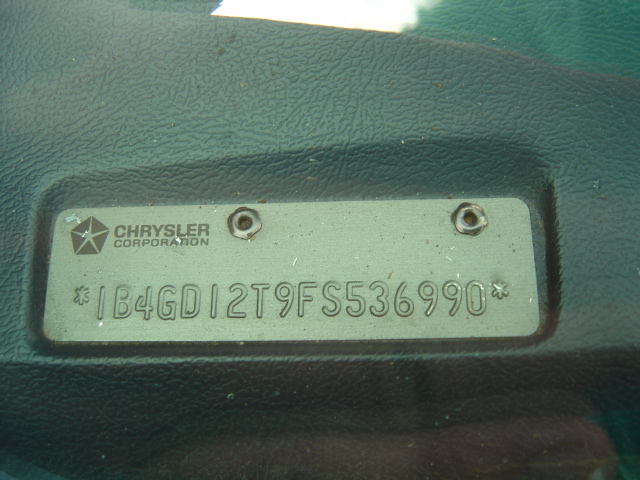 CHRYSLER
CORPORATION
*1B4GD12T9FS536990*